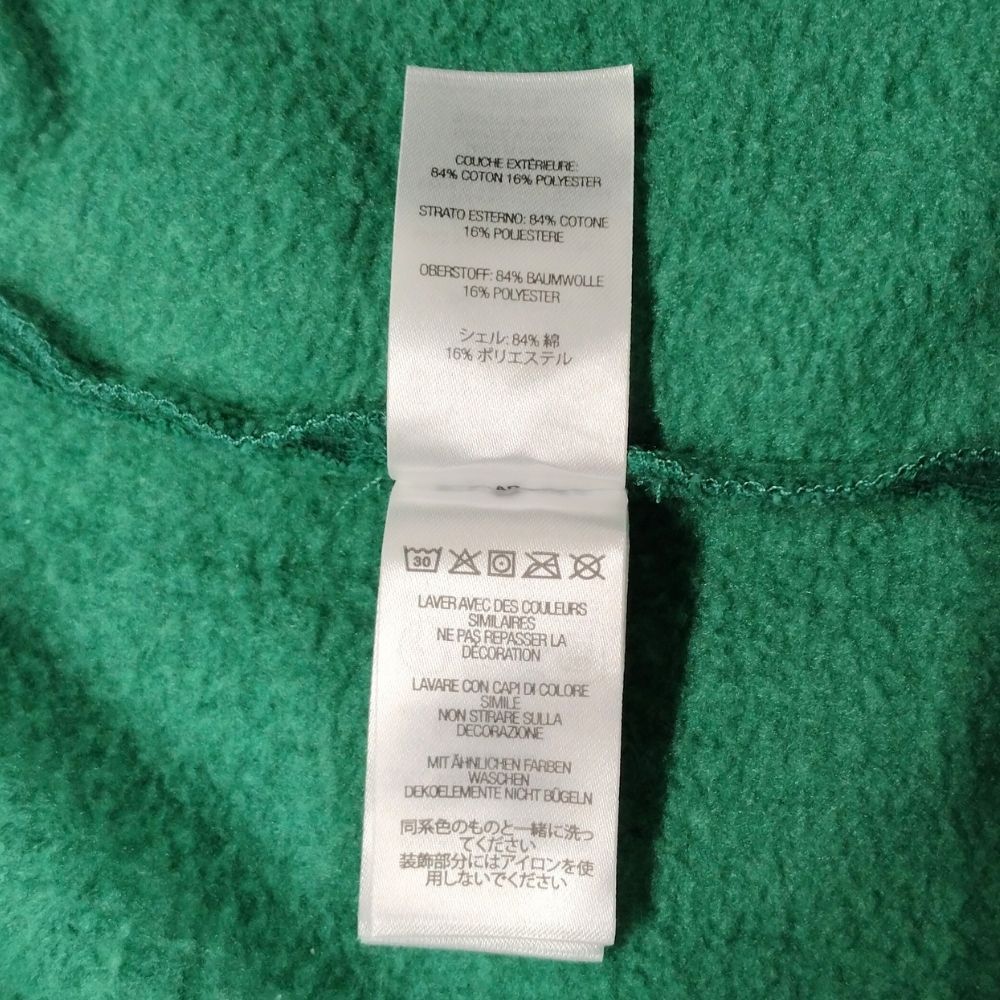 COUCHE EXTÉRIEURE:
84% COTON 16% POLYESTER
STRATO ESTERNO: 84% COTONE
16% POLIESTERE
OBERSTOFF: 84% BAUMWOLLE
16% POLYESTER
シェル: 84% 綿
16% ポリエステル
30
LAVER AVEC DES COULEURS
SIMILAIRES
NE PAS REPASSER LA
DÉCORATION
LAVARE CON CAPI DI COLORE
SIMILE
NON STIRARE SULLA
DECORAZIONE
MIT ÄHNLICHEN FARBEN
WASCHEN
DEKOELEMENTE NICHT BÜGELN
同系色のものと一緒に洗っ
てください
装飾部分にはアイロンを使
用しないでください